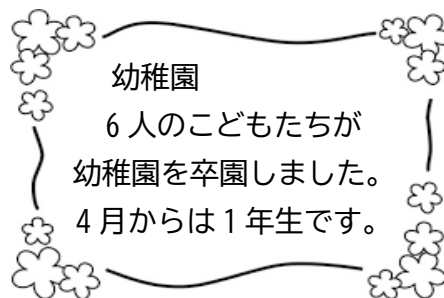 幼稚園
6人のこどもたちが
幼稚園を卒園しました。
4月からは1年生です。